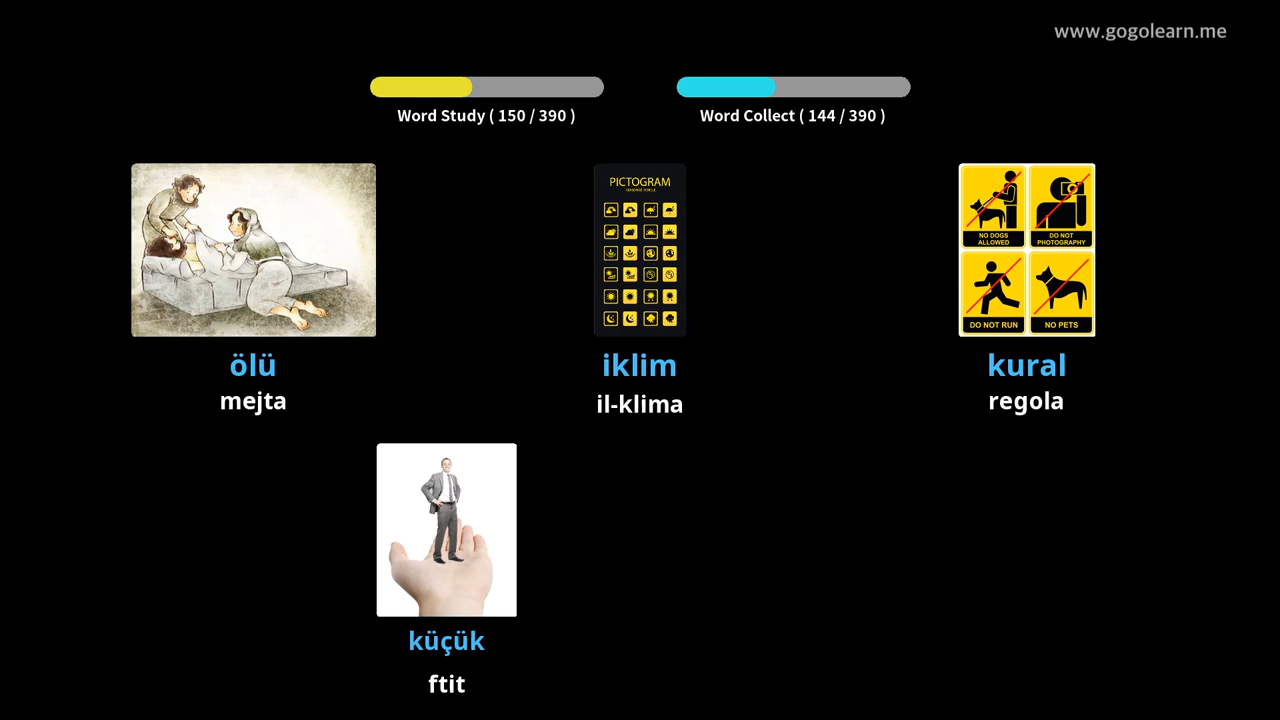 www.gogolearn.me
Word Study ( 150 / 390 )
Word Collect ( 144 / 390 )
PICTOGRAM
NO DOGS
ALLOWED
DO NOT
PHOTOGRAPHY
DO NOT RUN
NO PETS
ölü
mejta
iklim
il-klima
kural
regola
küçük
ftit